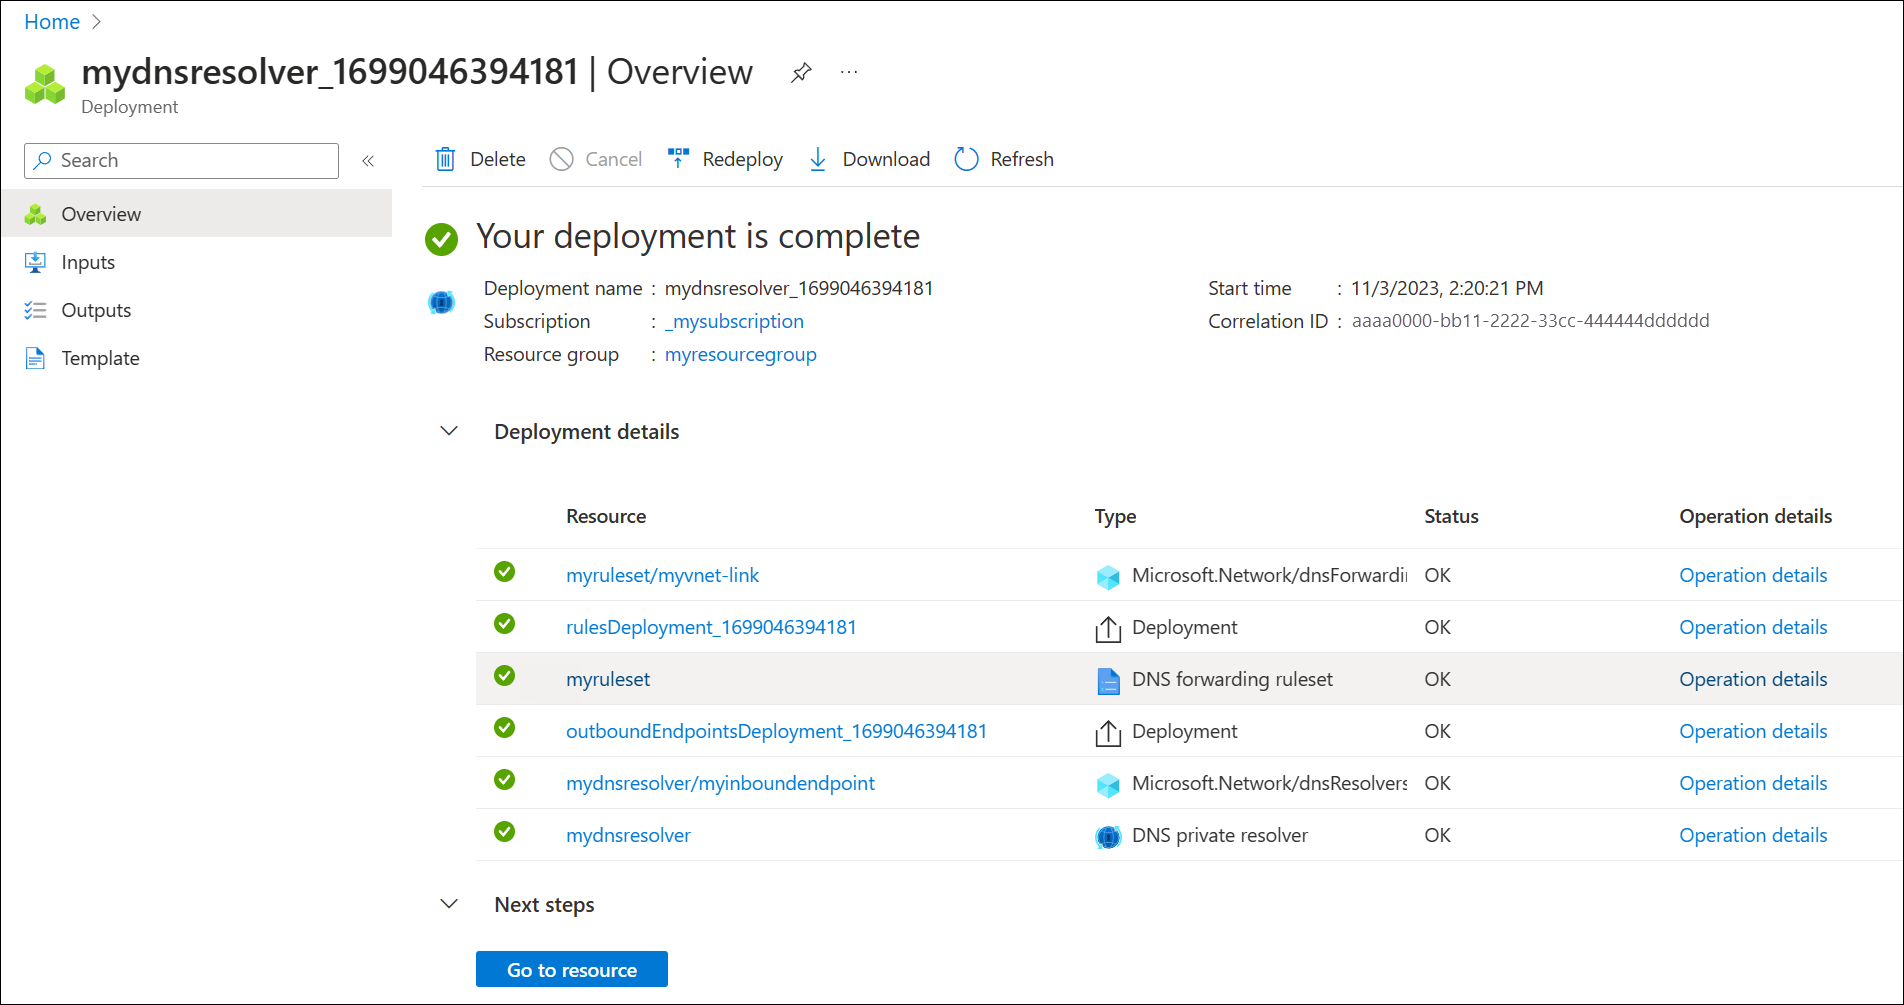 Home
mydnsresolver_1699046394181 | Overview
Deployment
Search
Delete Cancel Redeploy Download Refresh
Overview
Inputs
Outputs
Template
Your deployment is complete
Deployment name : mydnsresolver_1699046394181
Subscription : _mysubscription
Resource group : myresourcegroup
Start time : 11/3/2023, 2:20:21 PM
Correlation ID : aaaa0000-bb11-2222-33cc-444444dddddd
Deployment details
Resource Type Status Operation details
myruleset/myvnet-link Microsoft.Network/dnsForwardi OK Operation details
rulesDeployment_1699046394181 Deployment OK Operation details
myruleset DNS forwarding ruleset OK Operation details
outboundEndpointsDeployment_1699046394181 Deployment OK Operation details
mydnsresolver/myinboundendpoint Microsoft.Network/dnsResolvers OK Operation details
mydnsresolver DNS private resolver OK Operation details
Next steps
Go to resource